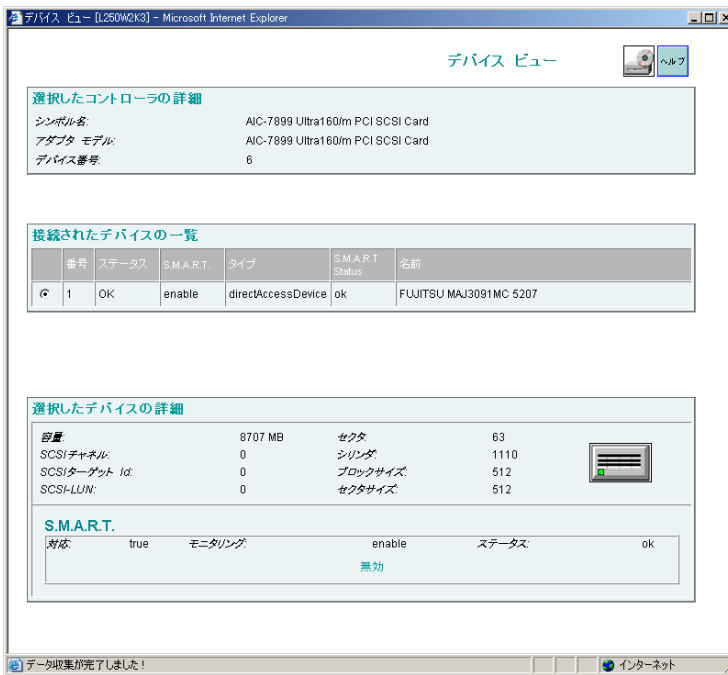 デバイス ビュー [L250W2K3] - Microsoft Internet Explorer
デバイス ビュー
ヘルプ
選択したコントローラの詳細
シンボル名: AIC-7899 Ultra160/m PCI SCSI Card
アダプタ モデル: AIC-7899 Ultra160/m PCI SCSI Card
デバイス番号: 6
接続されたデバイスの一覧
番号 ステータス S.M.A.R.T. タイプ S.M.A.R.T Status 名前
1 OK enable directAccessDevice ok FUJITSU MAJ3091MC 5207
選択したデバイスの詳細
容量: 8707 MB セクタ: 63
SCSIチャネル: 0 シリンダ: 1110
SCSIターゲット Id: 0 ブロックサイズ: 512
SCSI-LUN: 0 セクタサイズ: 512
S.M.A.R.T.
対応: true モニタリング: enable ステータス: ok
無効
データ収集が完了しました！ インターネット